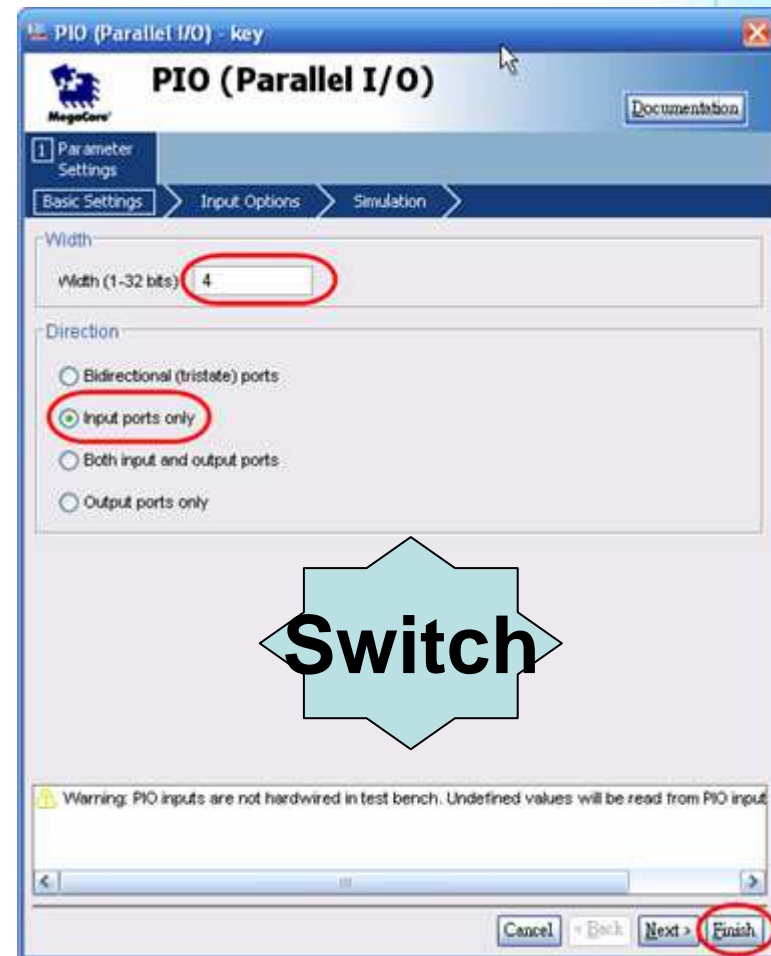 PIO (Parallel I/O) - key
PIO (Parallel I/O)
MegaCore'
Documentation
1 Parameter
Settings
Basic Settings
Input Options
Simulation
Width
Width (1-32 bits)
4
Direction
Bidirectional (tristate) ports
Input ports only
Both input and output ports
Output ports only
Switch
Warning: PIO inputs are not hardwired in test bench. Undefined values will be read from PIO input
Cancel
< Back
Next >
Finish